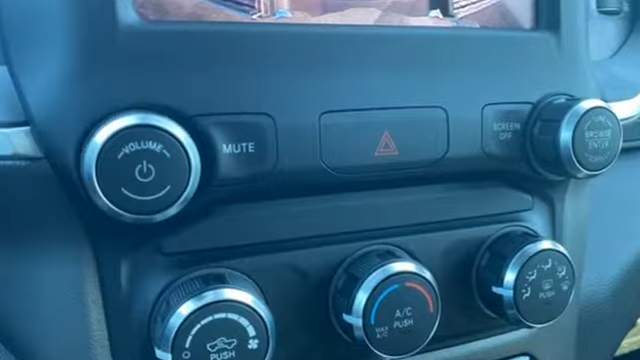 VOLUME
MUTE
SCREEN
OFF
BROWSE
ENTER
PUSH
MAX
A/C
A/C
PUSH
PUSH